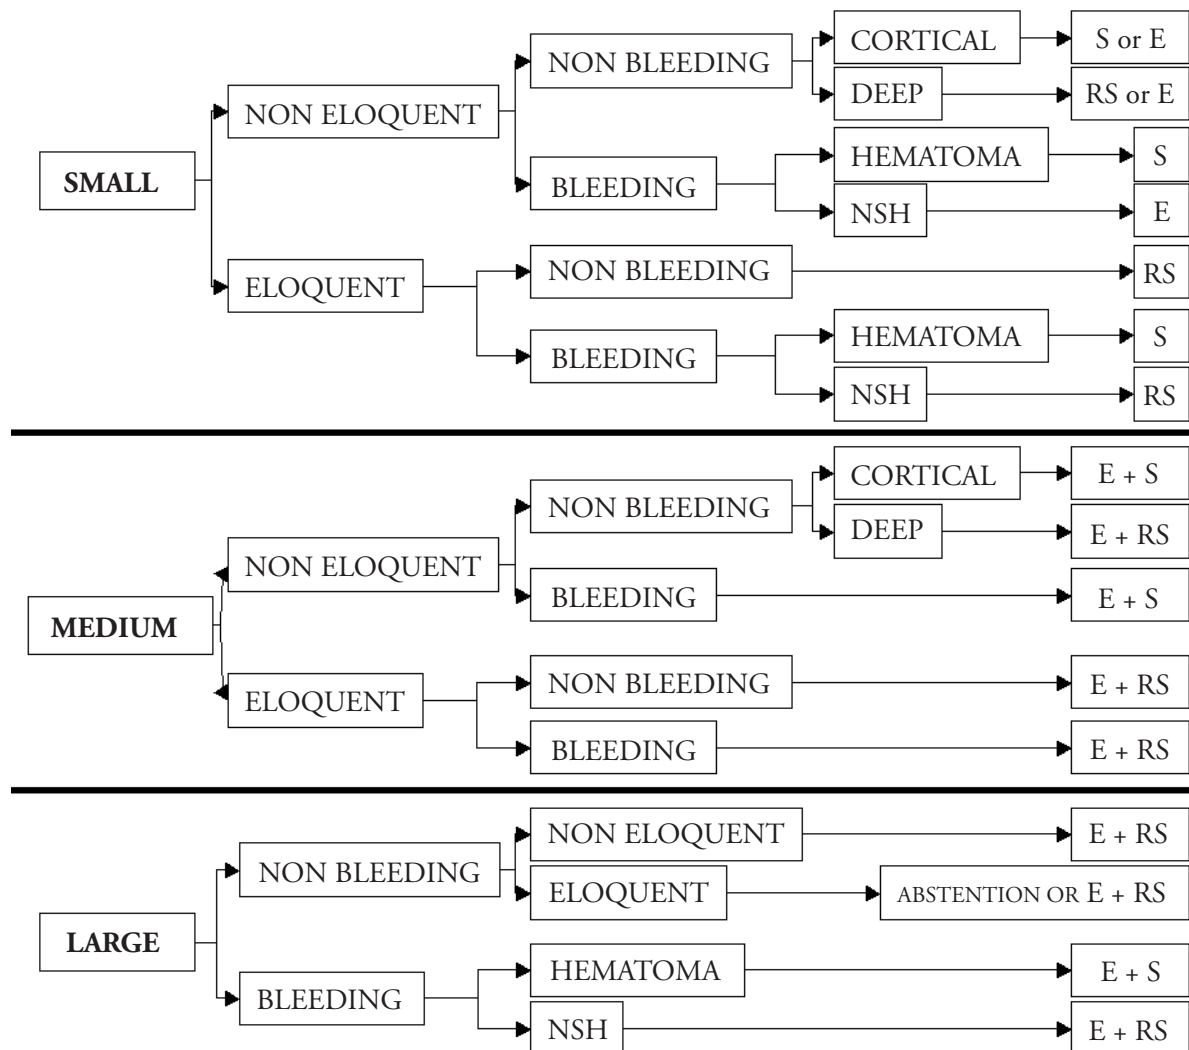 NON BLEEDING
CORTICAL
S or E
DEEP
RS or E
NON ELOQUENT
SMALL
BLEEDING
HEMATOMA
S
NSH
E
ELOQUENT
NON BLEEDING
RS
BLEEDING
HEMATOMA
S
NSH
RS
NON BLEEDING
CORTICAL
E + S
DEEP
E + RS
NON ELOQUENT
BLEEDING
E + S
MEDIUM
ELOQUENT
NON BLEEDING
E + RS
BLEEDING
E + RS
NON BLEEDING
NON ELOQUENT
E + RS
ELOQUENT
ABSTENTION OR E + RS
LARGE
BLEEDING
HEMATOMA
E + S
NSH
E + RS